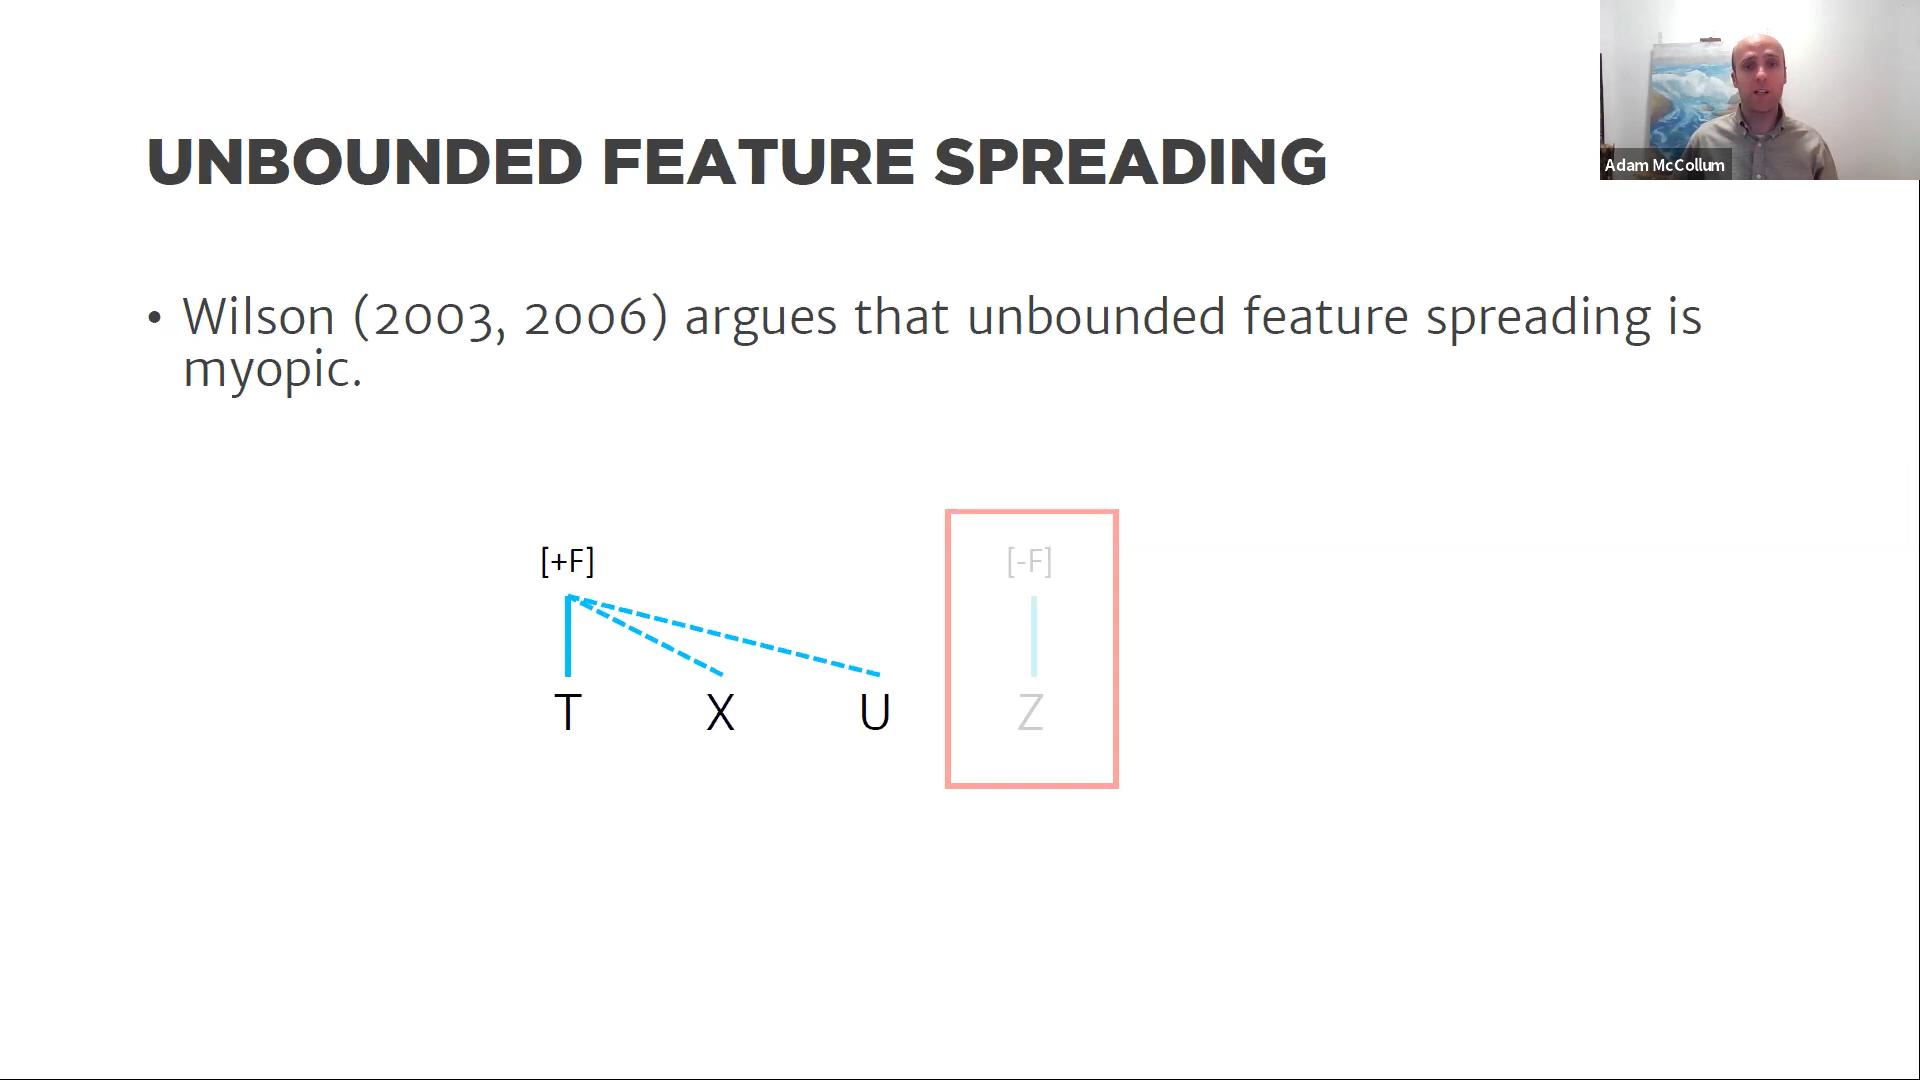 UNBOUNDED FEATURE SPREADING
Adam McCollum
• Wilson (2003, 2006) argues that unbounded feature spreading is
myopic.
[+F] [-F]
T X U Z